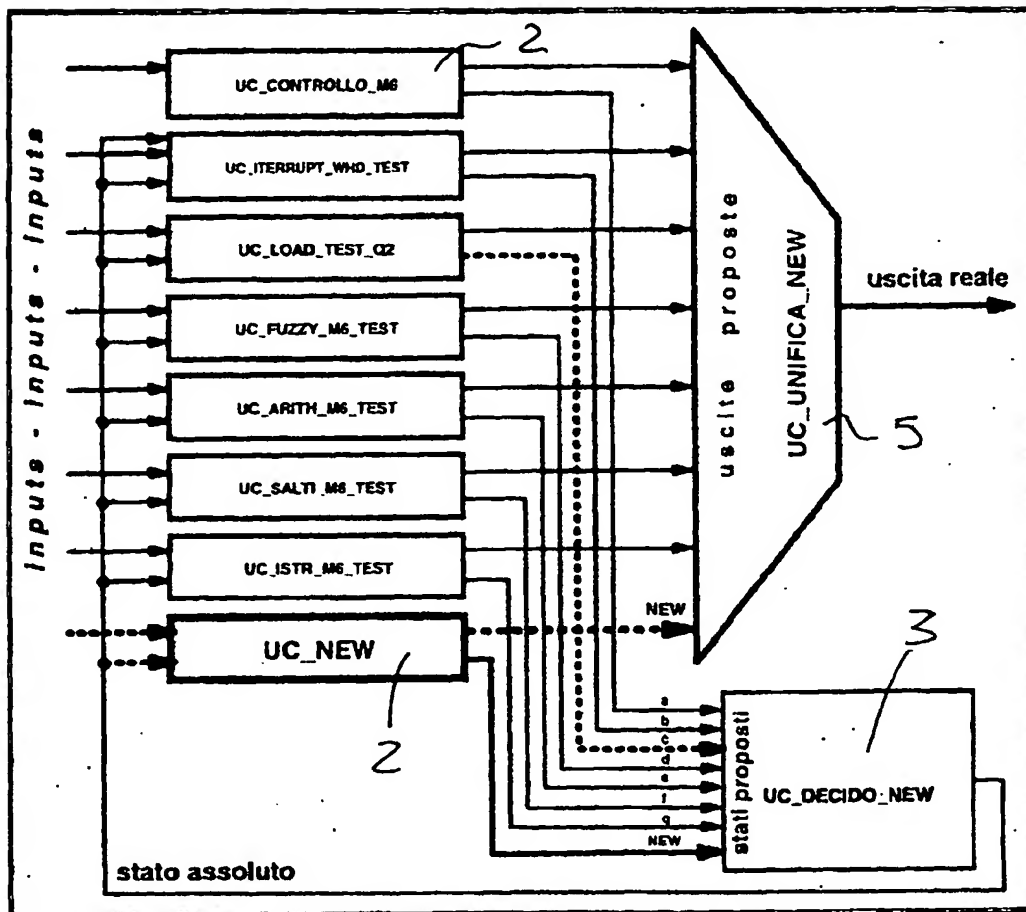 Inputs - Inputs - Inputs
UC_CONTROLLO_M6
2
UC_ITERRUPT_WHD_TEST
UC_LOAD_TEST_Q2
UC_FUZZY_M6_TEST
UC_ARITH_M6_TEST
UC_SALTI_M6_TEST
UC_ISTR_M6_TEST
UC_NEW
2
uscite proposte
UC_UNIFICA_NEW
5
uscita reale
NEW
a
b
c
d
e
f
g
NEW
stati proposti
UC_DECIDO_NEW
3
stato assoluto